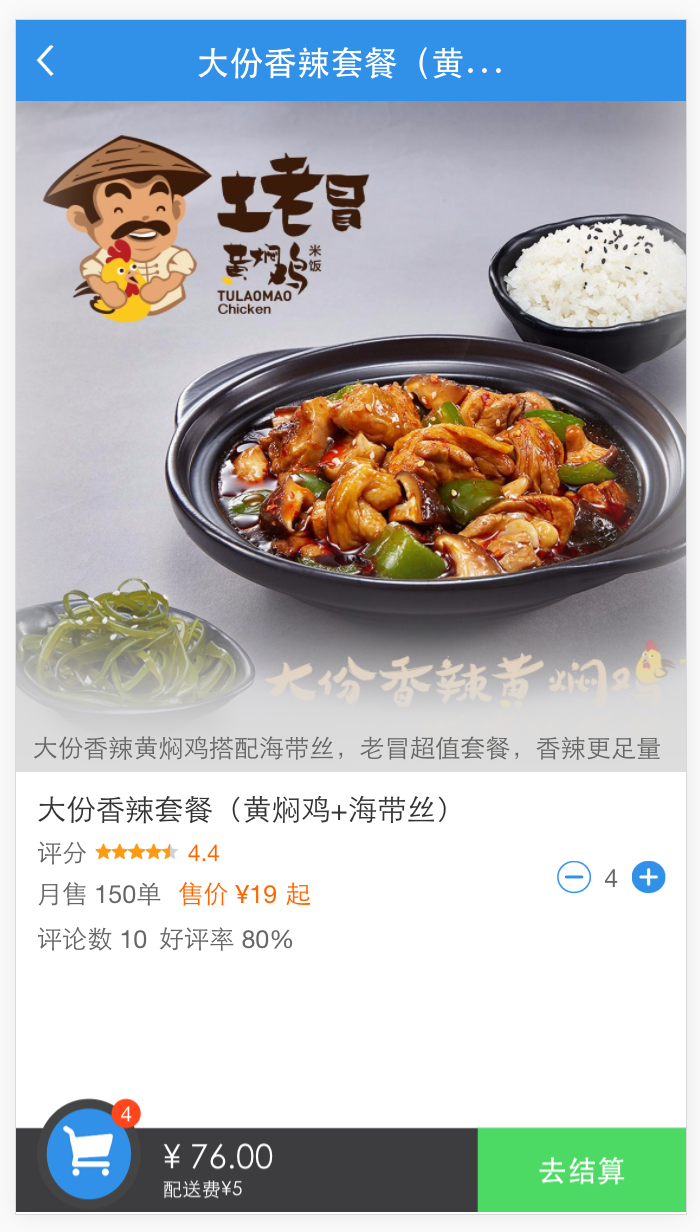 大份香辣套餐（黄...
土老冒
黄焖鸡
米饭
TULAOMAO
Chicken
大份香辣黄焖鸡
大份香辣黄焖鸡搭配海带丝，老冒超值套餐，香辣更足量
大份香辣套餐（黄焖鸡+海带丝）
评分 4.4
月售 150单 售价 ¥19 起
4
评论数 10 好评率 80%
4
¥ 76.00
配送费¥5
去结算